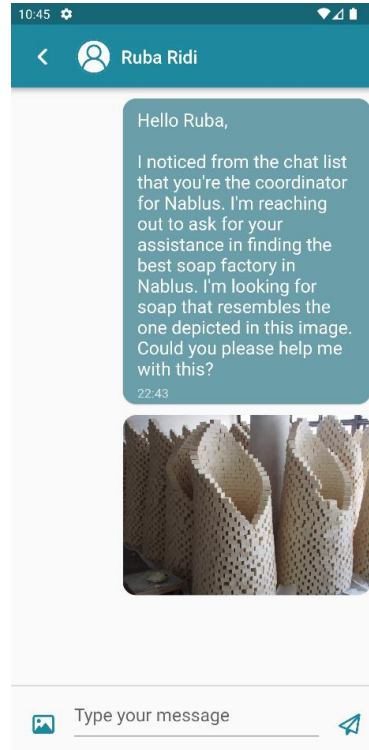 10:45
Ruba Ridi
Hello Ruba,
I noticed from the chat list
that you're the coordinator
for Nablus. I'm reaching
out to ask for your
assistance in finding the
best soap factory in
Nablus. I'm looking for
soap that resembles the
one depicted in this image.
Could you please help me
with this?
22:43
Type your message